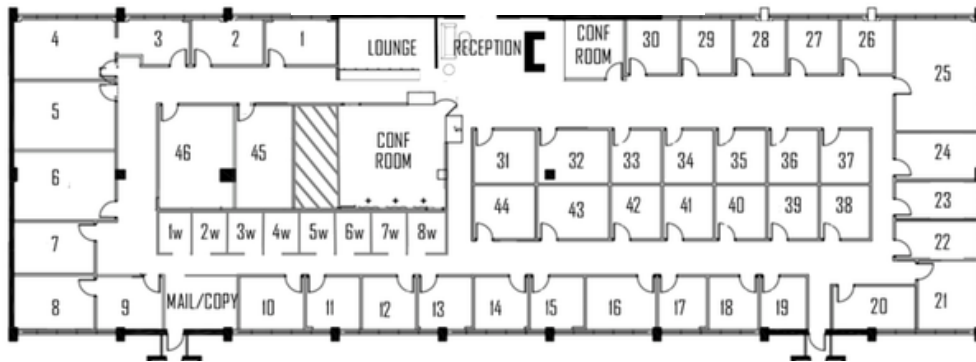 4 3 2 1 LOUNGE RECEPTION CONF
ROOM 30 29 28 27 26
25
5
46 45 CONF
ROOM
31 32 33 34 35 36 37
24
6
44 43 42 41 40 39 38
23
7
1w 2w 3w 4w 5w 6w 7w 8w
22
8 9 MAIL/COPY 10 11 12 13 14 15 16 17 18 19 20 21